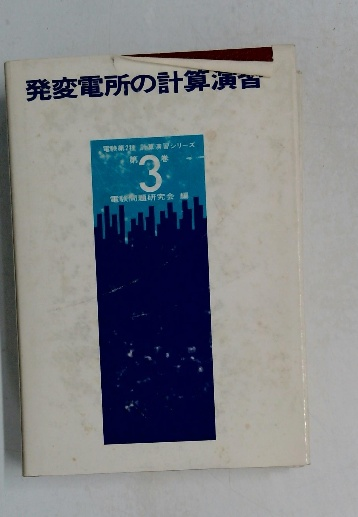 発変電所の計算演習
電験第2種 計算演習シリーズ
第3巻
電験問題研究会 編